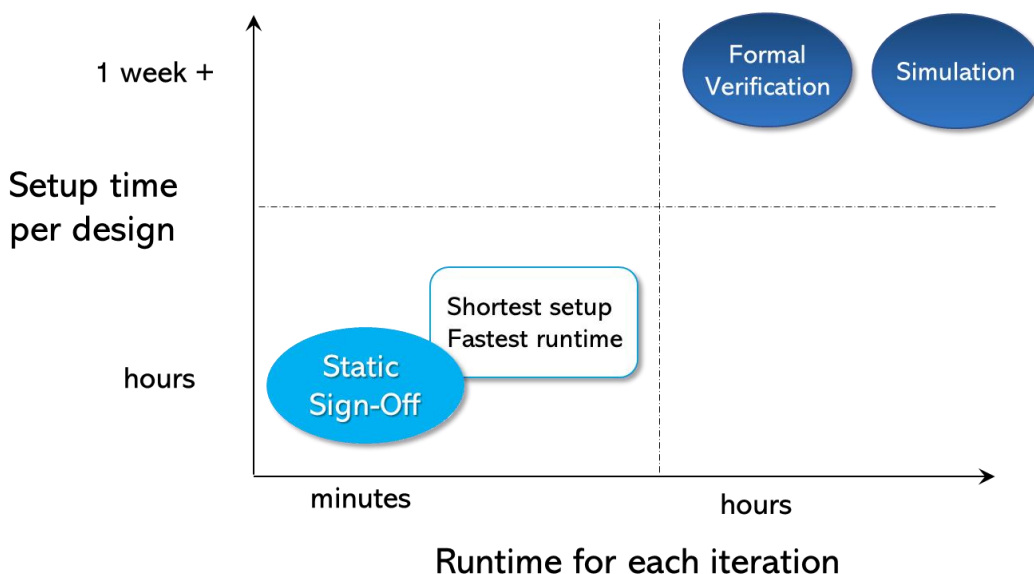 1 week +
Formal
Verification
Simulation
Setup time
per design
Shortest setup
Fastest runtime
Static
Sign-Off
hours
minutes
hours
Runtime for each iteration